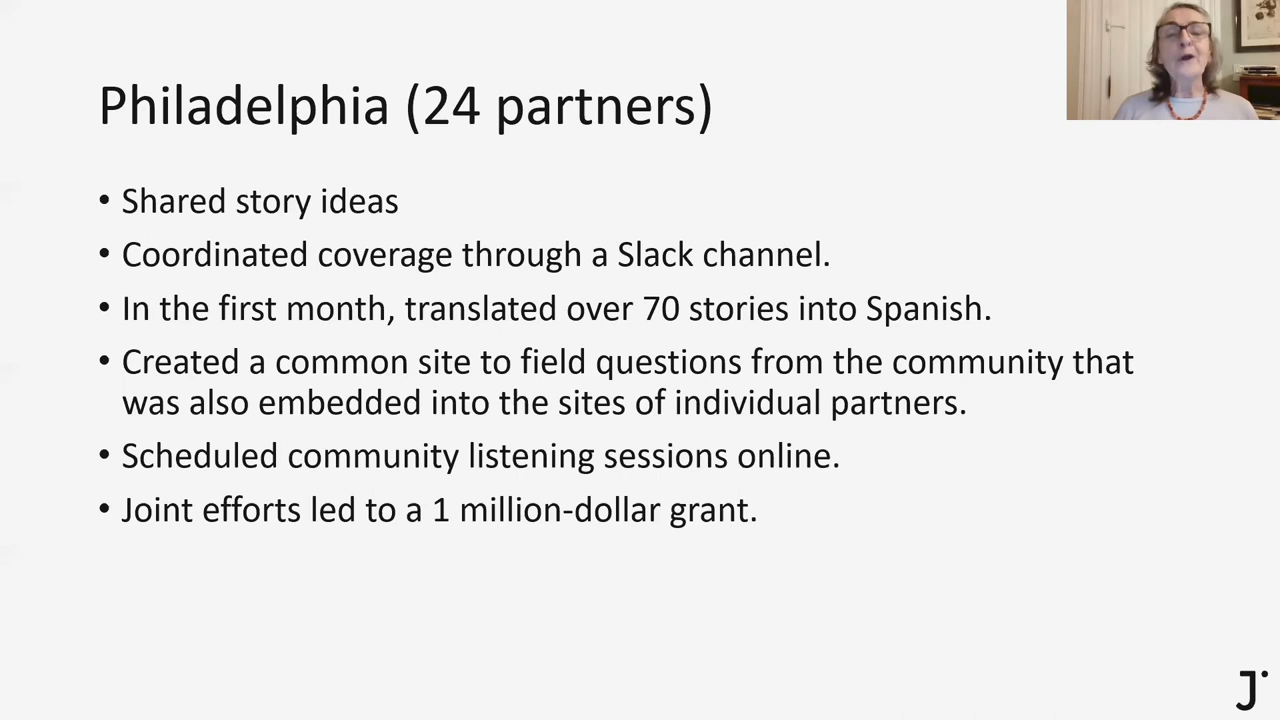 Philadelphia (24 partners)
• Shared story ideas
• Coordinated coverage through a Slack channel.
• In the first month, translated over 70 stories into Spanish.
• Created a common site to field questions from the community that
was also embedded into the sites of individual partners.
• Scheduled community listening sessions online.
• Joint efforts led to a 1 million-dollar grant.
J